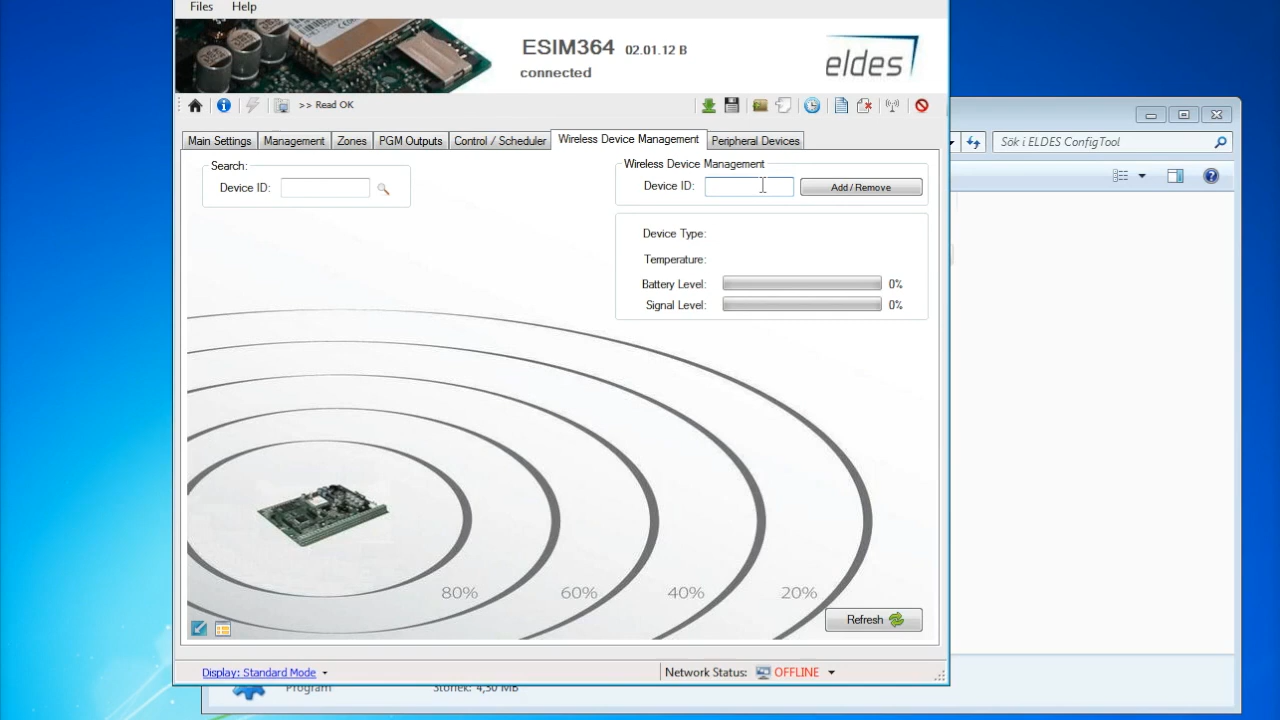 Files Help
ESIM364 02.01.12 B
connected
eldes
>> Read OK
Sök i ELDES ConfigTool
Main Settings Management Zones PGM Outputs Control / Scheduler Wireless Device Management Peripheral Devices
Search:
Device ID:
Wireless Device Management
Device ID: Add / Remove
Device Type:
Temperature:
Battery Level: 0%
Signal Level: 0%
80% 60% 40% 20%
Refresh
Display: Standard Mode
Network Status: OFFLINE
Program Storlek: 4,50 MB